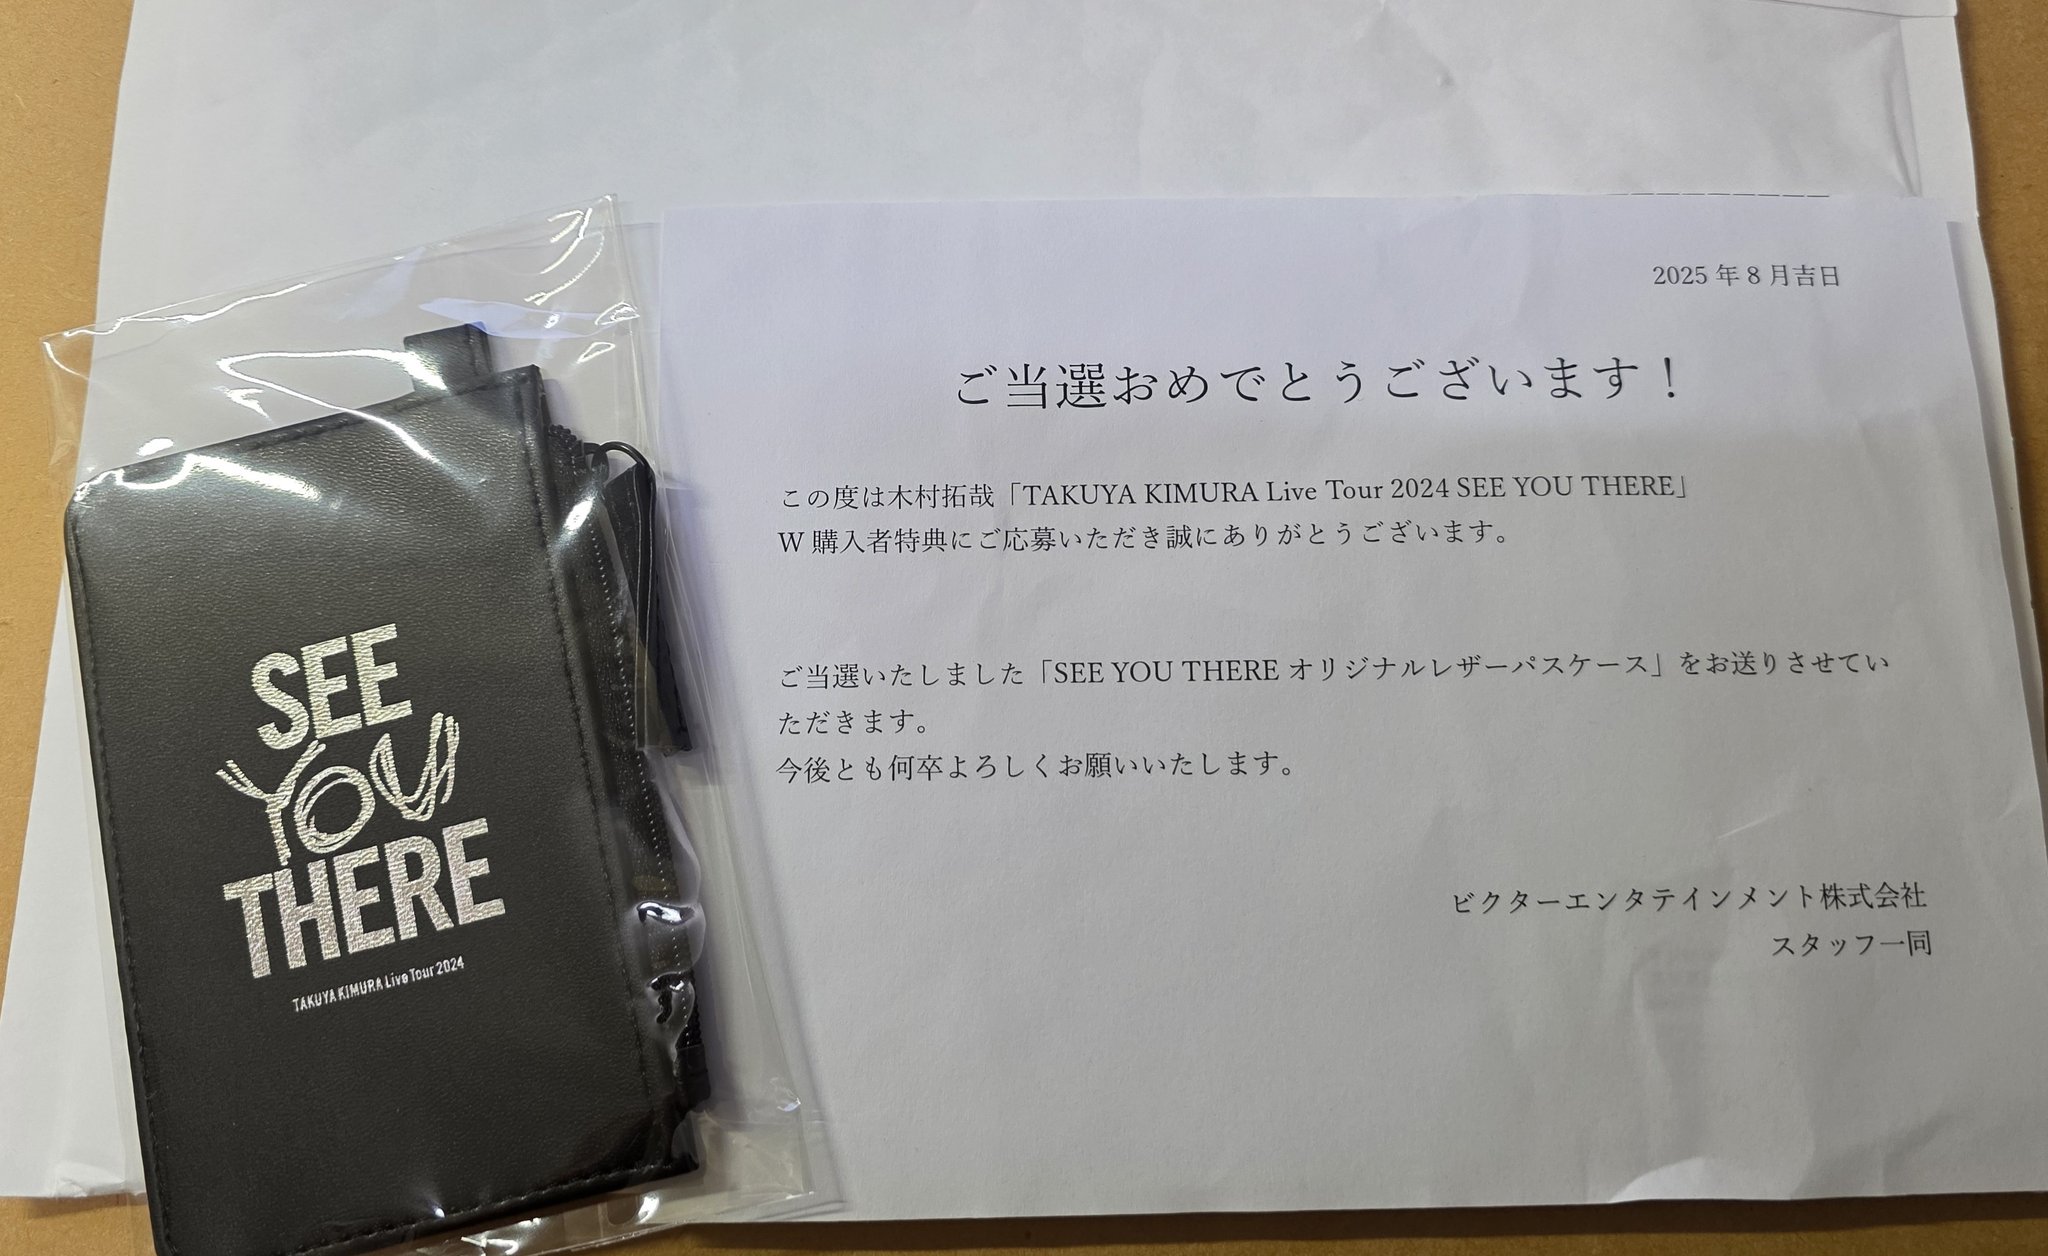 SEE
YOU
THERE
TAKUYA KIMURA Live Tour 2024
2025年8月吉日
ご当選おめでとうございます！
この度は木村拓哉「TAKUYA KIMURA Live Tour 2024 SEE YOU THERE」
W購入者特典にご応募いただき誠にありがとうございます。
ご当選いたしました「SEE YOU THEREオリジナルレザーパスケース」をお送りさせてい
ただきます。
今後とも何卒よろしくお願いいたします。
ビクターエンタテインメント株式会社
スタッフ一同